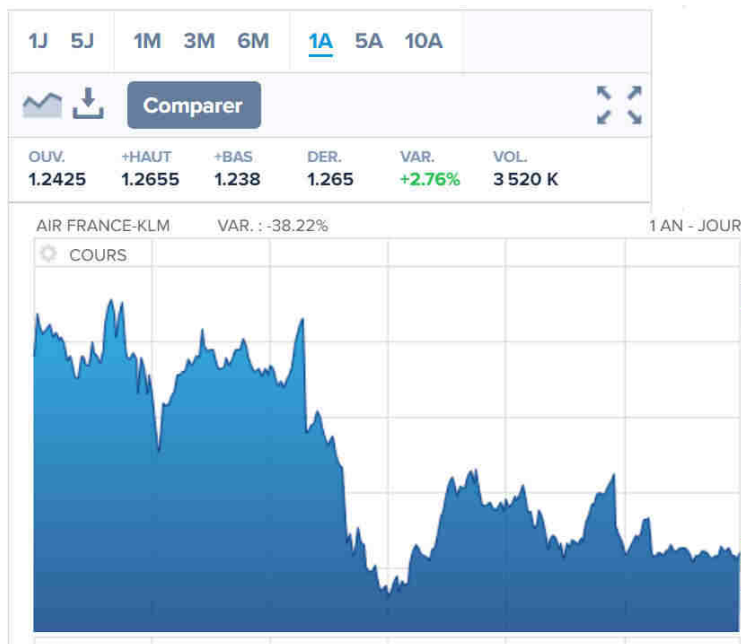 1J 5J 1M 3M 6M 1A 5A 10A
Comparer
OUV. +HAUT +BAS DER. VAR. VOL.
1.2425 1.2655 1.238 1.265 +2.76% 3 520 K
AIR FRANCE-KLM VAR. : -38.22% 1 AN - JOUR
COURS